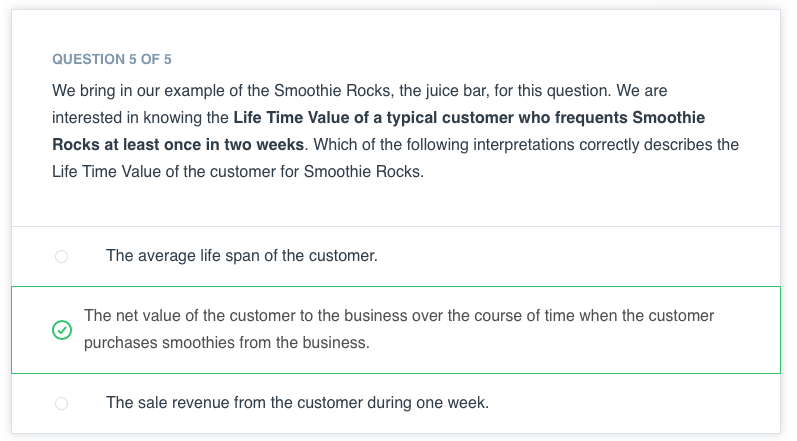 QUESTION 5 OF 5
We bring in our example of the Smoothie Rocks, the juice bar, for this question. We are
interested in knowing the Life Time Value of a typical customer who frequents Smoothie
Rocks at least once in two weeks. Which of the following interpretations correctly describes the
Life Time Value of the customer for Smoothie Rocks.
The average life span of the customer.
The net value of the customer to the business over the course of time when the customer
purchases smoothies from the business.
The sale revenue from the customer during one week.